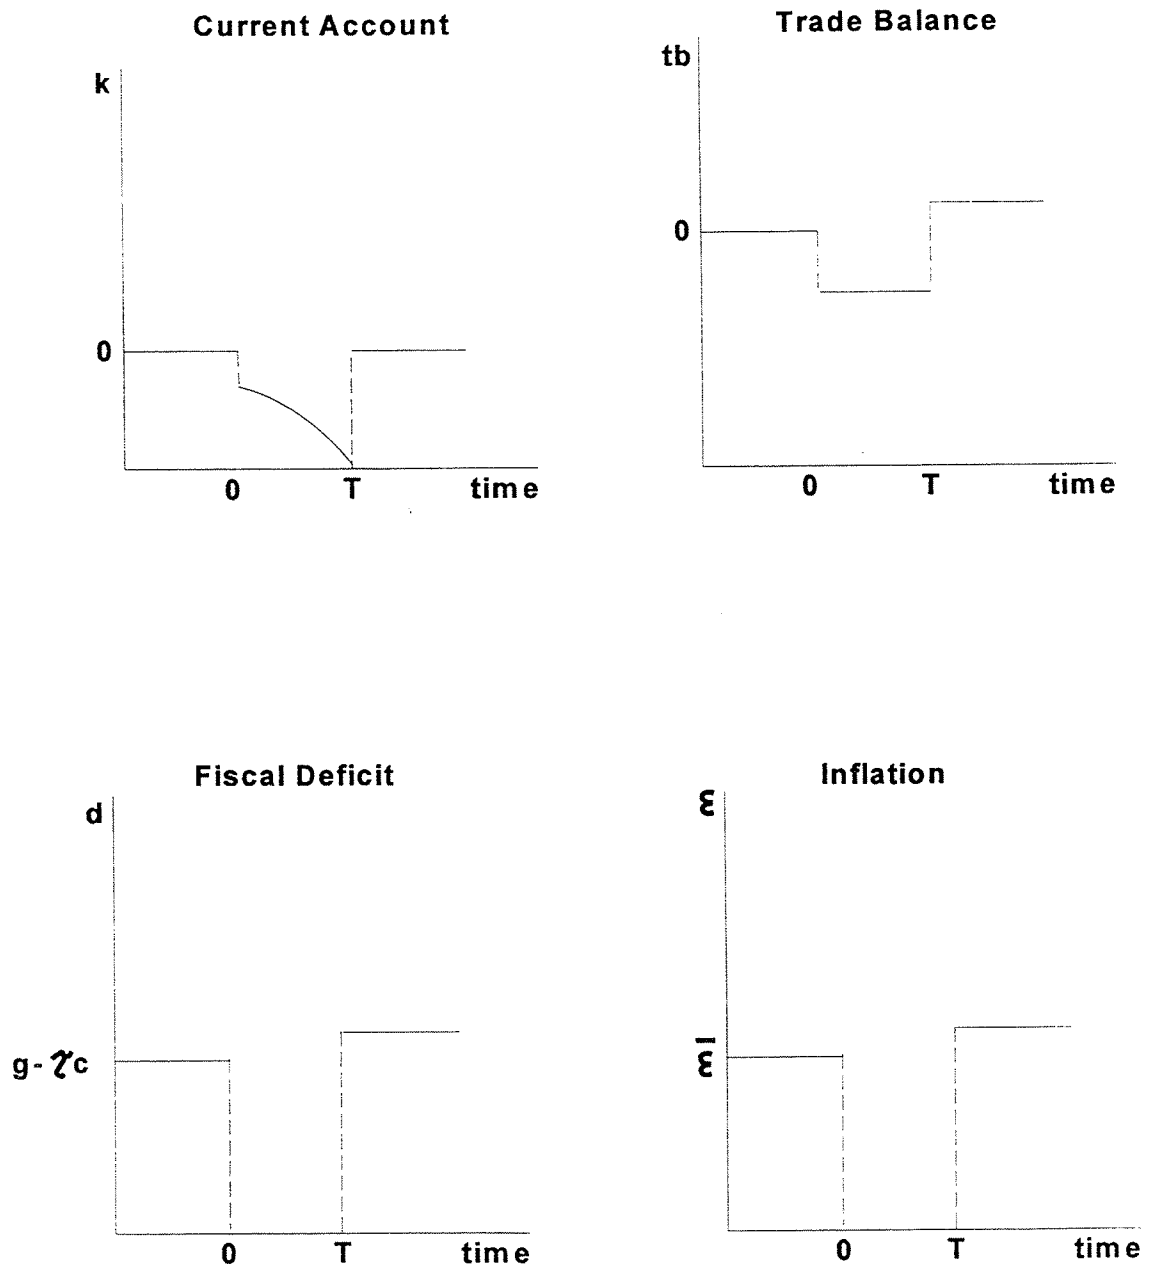 Current Account
k
0
0 T time
Trade Balance
tb
0
0 T time
Fiscal Deficit
d
g-τc
0 T time
Inflation
ε
ε̄
0 T time